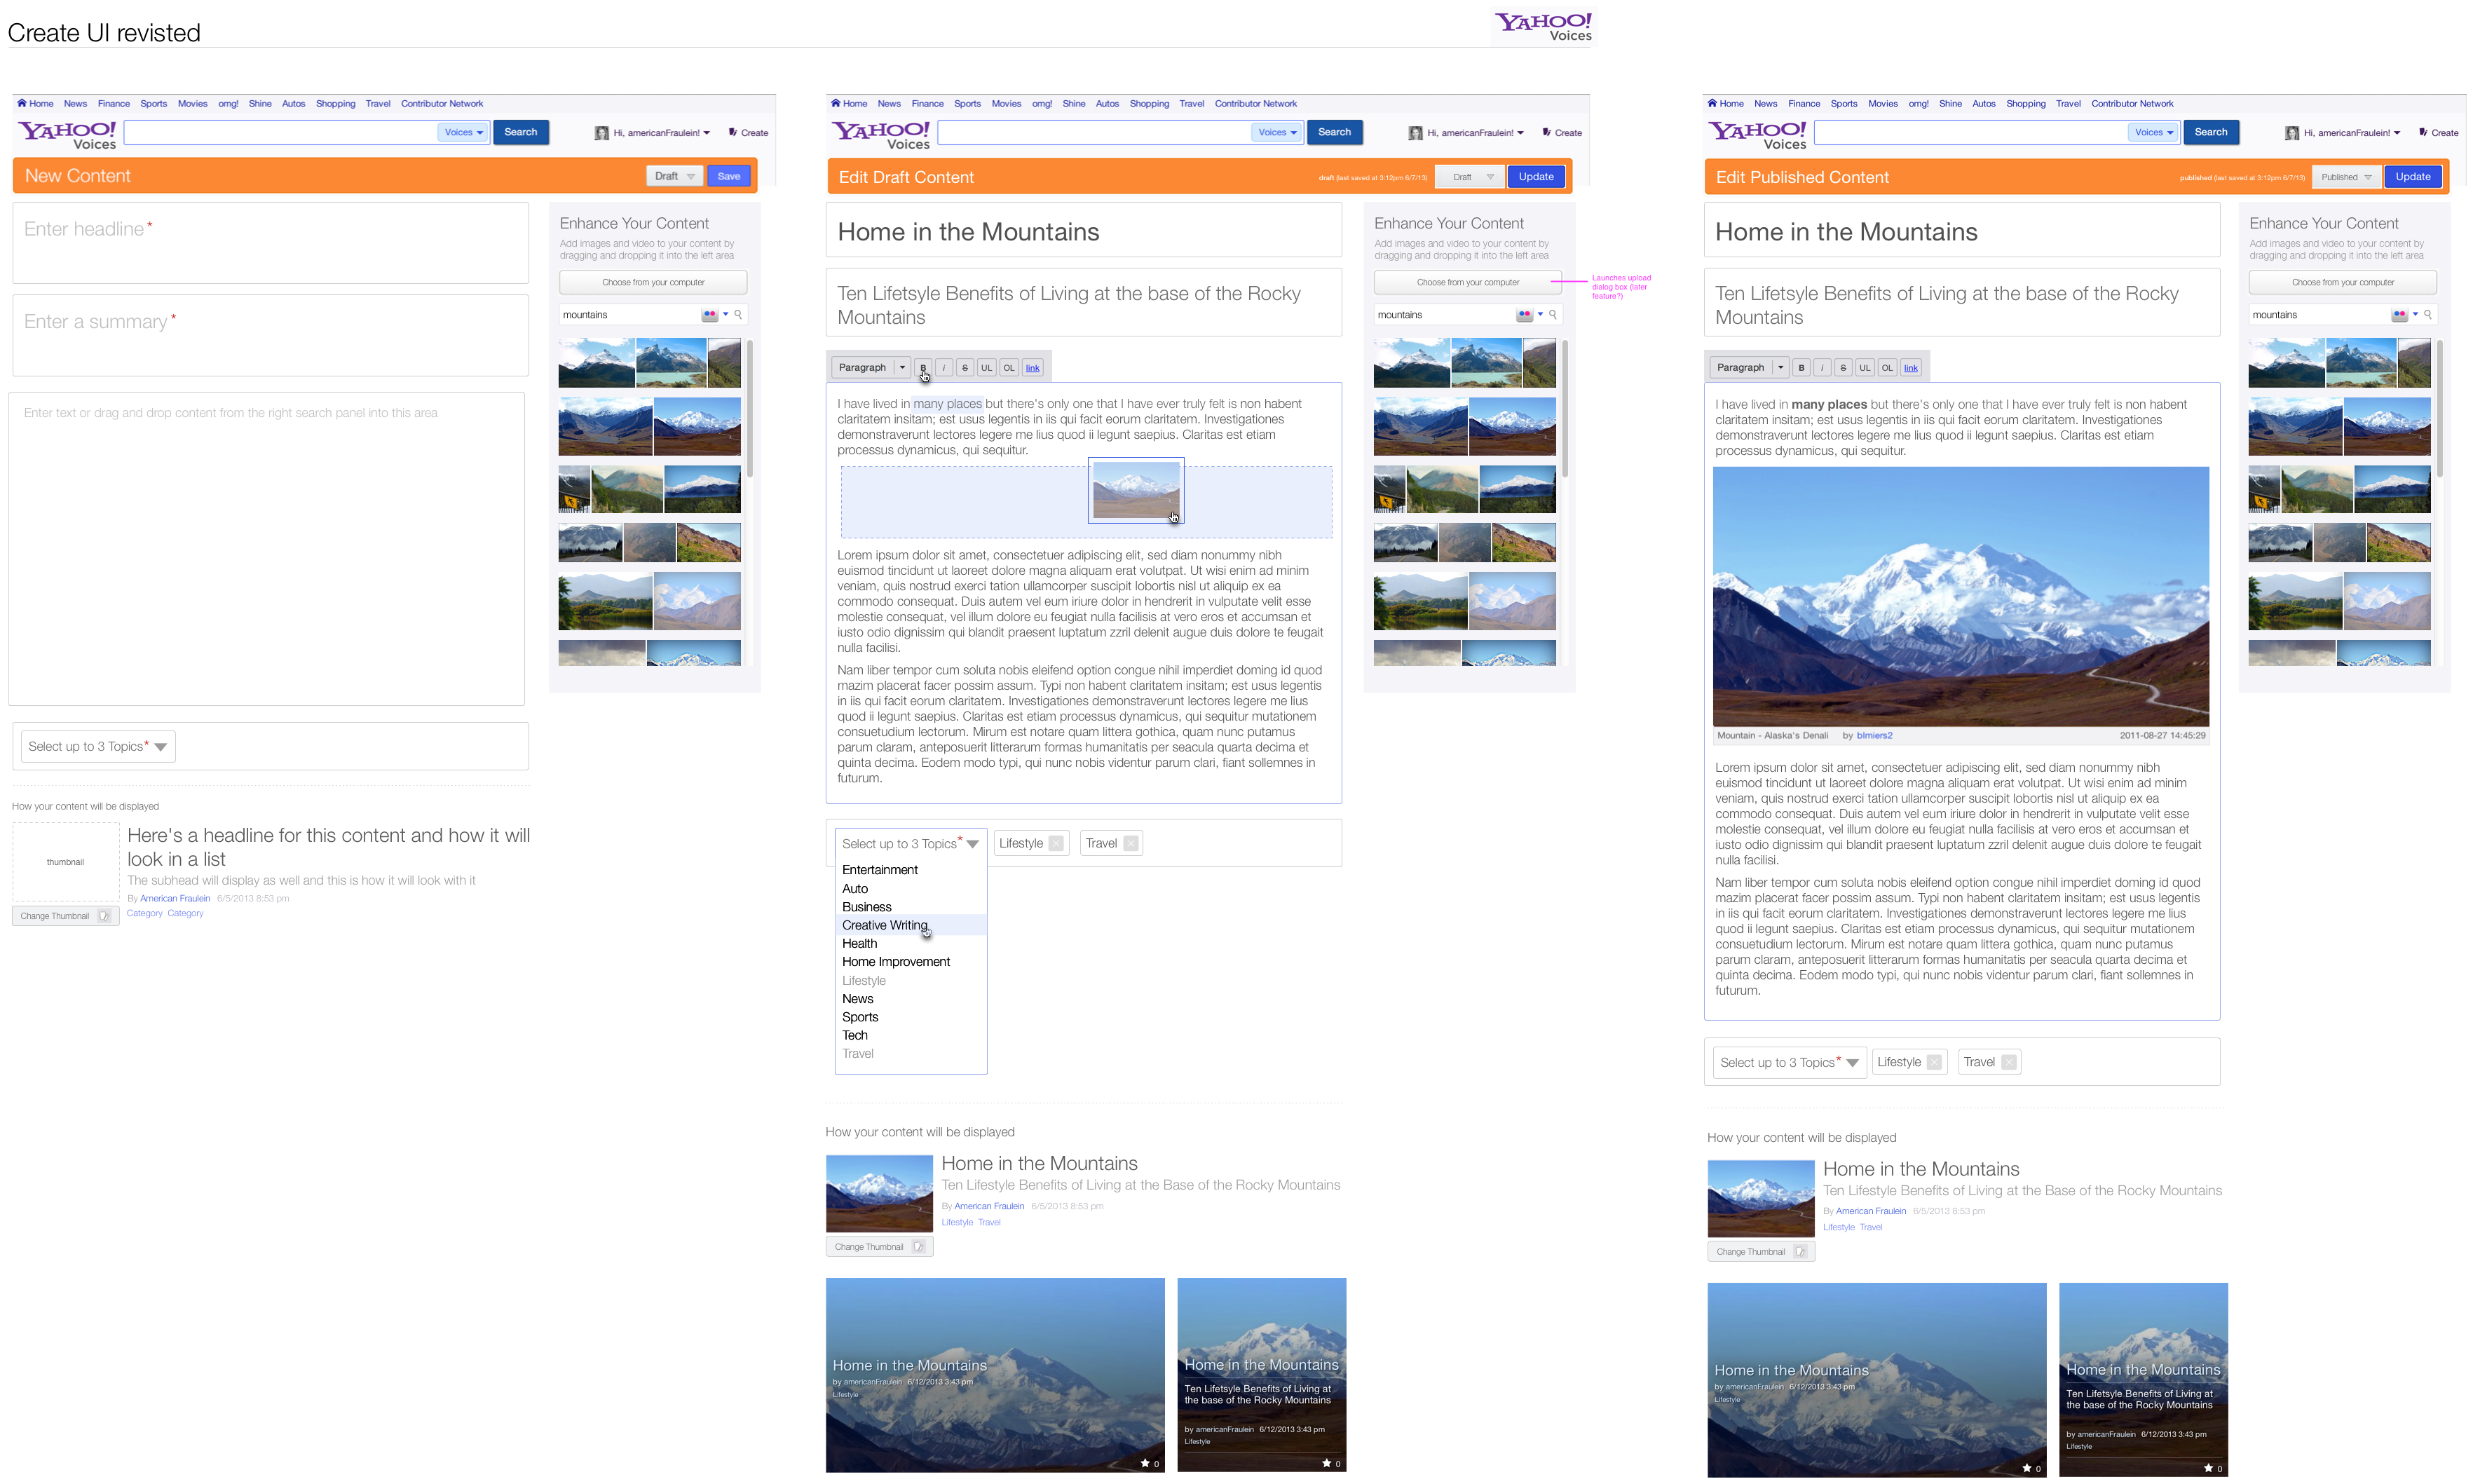 Create UI revisted
YAHOO!
Voices
Home News Finance Sports Movies omg! Shine Autos Shopping Travel Contributor Network
YAHOO!
Voices
Voices
Search
Hi, americanFraulein!
Create
New Content
Draft
Save
Enter headline*
Enter a summary*
Enter text or drag and drop content from the right search panel into this area
Select up to 3 Topics*
How your content will be displayed
thumbnail
Here's a headline for this content and how it will
look in a list
The subhead will display as well and this is how it will look with it
By American Fraulein 6/5/2013 8:53 pm
Category Category
Change Thumbnail
Enhance Your Content
Add images and video to your content by
dragging and dropping it into the left area
Choose from your computer
mountains
Home News Finance Sports Movies omg! Shine Autos Shopping Travel Contributor Network
YAHOO!
Voices
Voices
Search
Hi, americanFraulein!
Create
Edit Draft Content
draft (last saved at 3:12pm 6/7/13)
Draft
Update
Home in the Mountains
Ten Lifetsyle Benefits of Living at the base of the Rocky
Mountains
Paragraph B i S UL OL link
I have lived in many places but there's only one that I have ever truly felt is non habent
claritatem insitam; est usus legentis in iis qui facit eorum claritatem. Investigationes
demonstraverunt lectores legere me lius quod ii legunt saepius. Claritas est etiam
processus dynamicus, qui sequitur.
Lorem ipsum dolor sit amet, consectetuer adipiscing elit, sed diam nonummy nibh
euismod tincidunt ut laoreet dolore magna aliquam erat volutpat. Ut wisi enim ad minim
veniam, quis nostrud exerci tation ullamcorper suscipit lobortis nisl ut aliquip ex ea
commodo consequat. Duis autem vel eum iriure dolor in hendrerit in vulputate velit esse
molestie consequat, vel illum dolore eu feugiat nulla facilisis at vero eros et accumsan et
iusto odio dignissim qui blandit praesent luptatum zzril delenit augue duis dolore te feugait
nulla facilisi.
Nam liber tempor cum soluta nobis eleifend option congue nihil imperdiet doming id quod
mazim placerat facer possim assum. Typi non habent claritatem insitam; est usus legentis
in iis qui facit eorum claritatem. Investigationes demonstraverunt lectores legere me lius
quod ii legunt saepius. Claritas est etiam processus dynamicus, qui sequitur mutationem
consuetudium lectorum. Mirum est notare quam littera gothica, quam nunc putamus
parum claram, anteposuerit litterarum formas humanitatis per seacula quarta decima et
quinta decima. Eodem modo typi, qui nunc nobis videntur parum clari, fiant sollemnes in
futurum.
Select up to 3 Topics*
Lifestyle
Travel
Entertainment
Auto
Business
Creative Writing
Health
Home Improvement
Lifestyle
News
Sports
Tech
Travel
How your content will be displayed
Home in the Mountains
Ten Lifestyle Benefits of Living at the Base of the Rocky Mountains
By American Fraulein 6/5/2013 8:53 pm
Lifestyle Travel
Change Thumbnail
Home in the Mountains
by americanFraulein 6/12/2013 3:43 pm
Lifestyle
0
Home in the Mountains
Ten Lifetsyle Benefits of Living at
the base of the Rocky Mountains
by americanFraulein 6/12/2013 3:43 pm
Lifestyle
0
Enhance Your Content
Add images and video to your content by
dragging and dropping it into the left area
Choose from your computer
mountains
Launches upload
dialog box (later
feature?)
Home News Finance Sports Movies omg! Shine Autos Shopping Travel Contributor Network
YAHOO!
Voices
Voices
Search
Hi, americanFraulein!
Create
Edit Published Content
published (last saved at 3:12pm 6/7/13)
Published
Update
Home in the Mountains
Ten Lifetsyle Benefits of Living at the base of the Rocky
Mountains
Paragraph B i S UL OL link
I have lived in many places but there's only one that I have ever truly felt is non habent
claritatem insitam; est usus legentis in iis qui facit eorum claritatem. Investigationes
demonstraverunt lectores legere me lius quod ii legunt saepius. Claritas est etiam
processus dynamicus, qui sequitur.
Mountain - Alaska's Denali by blmiers2 2011-08-27 14:45:29
Lorem ipsum dolor sit amet, consectetuer adipiscing elit, sed diam nonummy nibh
euismod tincidunt ut laoreet dolore magna aliquam erat volutpat. Ut wisi enim ad minim
veniam, quis nostrud exerci tation ullamcorper suscipit lobortis nisl ut aliquip ex ea
commodo consequat. Duis autem vel eum iriure dolor in hendrerit in vulputate velit esse
molestie consequat, vel illum dolore eu feugiat nulla facilisis at vero eros et accumsan et
iusto odio dignissim qui blandit praesent luptatum zzril delenit augue duis dolore te feugait
nulla facilisi.
Nam liber tempor cum soluta nobis eleifend option congue nihil imperdiet doming id quod
mazim placerat facer possim assum. Typi non habent claritatem insitam; est usus legentis
in iis qui facit eorum claritatem. Investigationes demonstraverunt lectores legere me lius
quod ii legunt saepius. Claritas est etiam processus dynamicus, qui sequitur mutationem
consuetudium lectorum. Mirum est notare quam littera gothica, quam nunc putamus
parum claram, anteposuerit litterarum formas humanitatis per seacula quarta decima et
quinta decima. Eodem modo typi, qui nunc nobis videntur parum clari, fiant sollemnes in
futurum.
Select up to 3 Topics*
Lifestyle
Travel
How your content will be displayed
Home in the Mountains
Ten Lifestyle Benefits of Living at the Base of the Rocky Mountains
By American Fraulein 6/5/2013 8:53 pm
Lifestyle Travel
Change Thumbnail
Home in the Mountains
by americanFraulein 6/12/2013 3:43 pm
Lifestyle
0
Home in the Mountains
Ten Lifetsyle Benefits of Living at
the base of the Rocky Mountains
by americanFraulein 6/12/2013 3:43 pm
Lifestyle
0
Enhance Your Content
Add images and video to your content by
dragging and dropping it into the left area
Choose from your computer
mountains